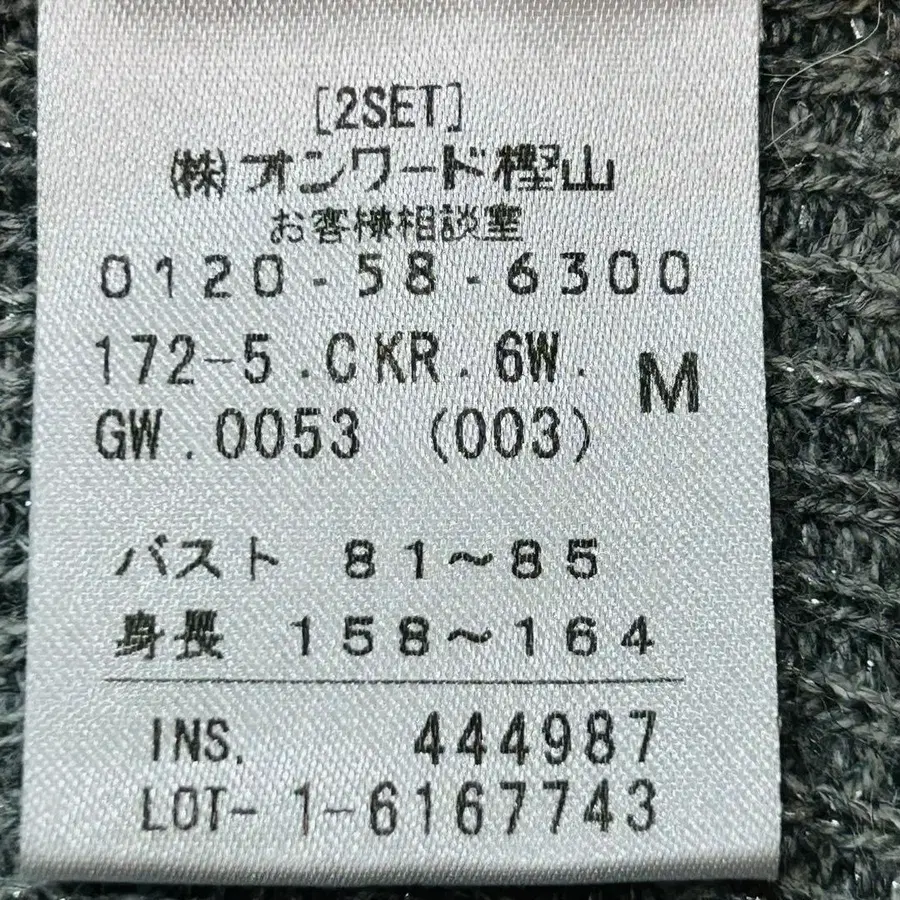 [2SET]
(株)オンワード樫山
お客様相談室
0120-58-6300
172-5.CKR.6W. M
GW.0053 (003)
バスト 81~85
身長 158~164
INS. 444987
LOT- 1-6167743